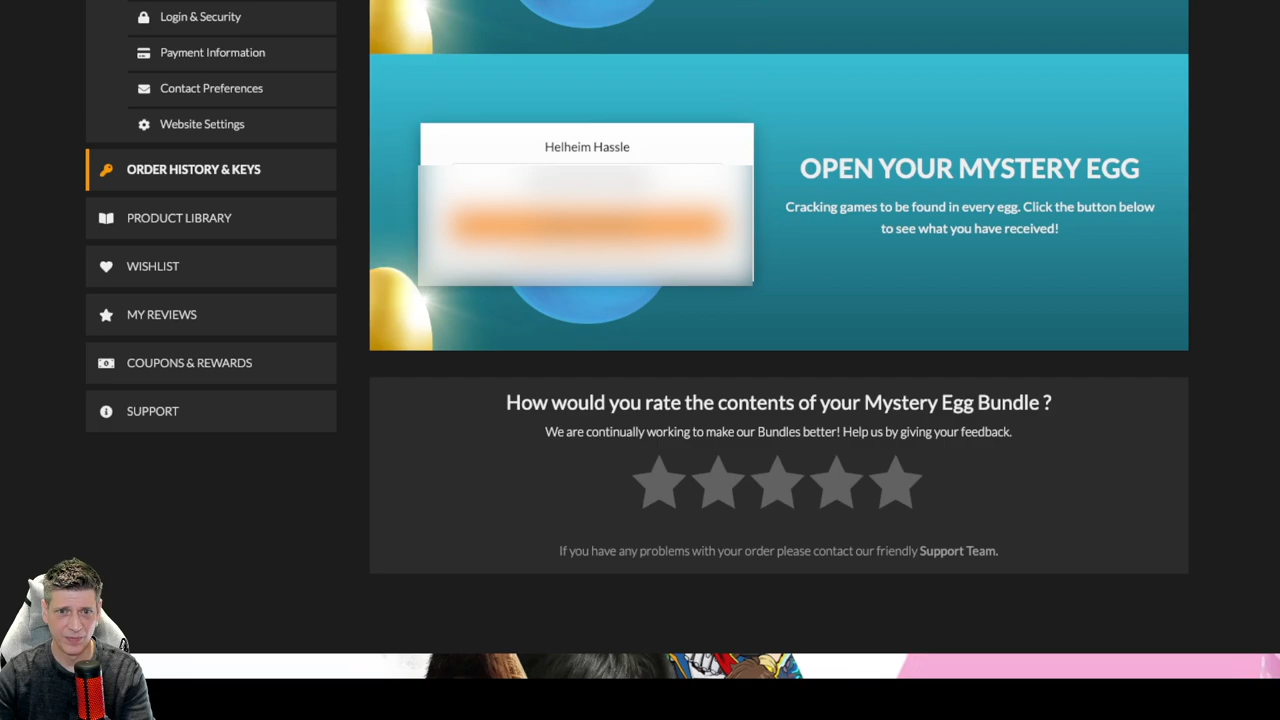 Login & Security
Payment Information
Contact Preferences
Website Settings
ORDER HISTORY & KEYS
PRODUCT LIBRARY
WISHLIST
MY REVIEWS
COUPONS & REWARDS
SUPPORT
Helheim Hassle
OPEN YOUR MYSTERY EGG
Cracking games to be found in every egg. Click the button below
to see what you have received!
How would you rate the contents of your Mystery Egg Bundle ?
We are continually working to make our Bundles better! Help us by giving your feedback.
If you have any problems with your order please contact our friendly Support Team.